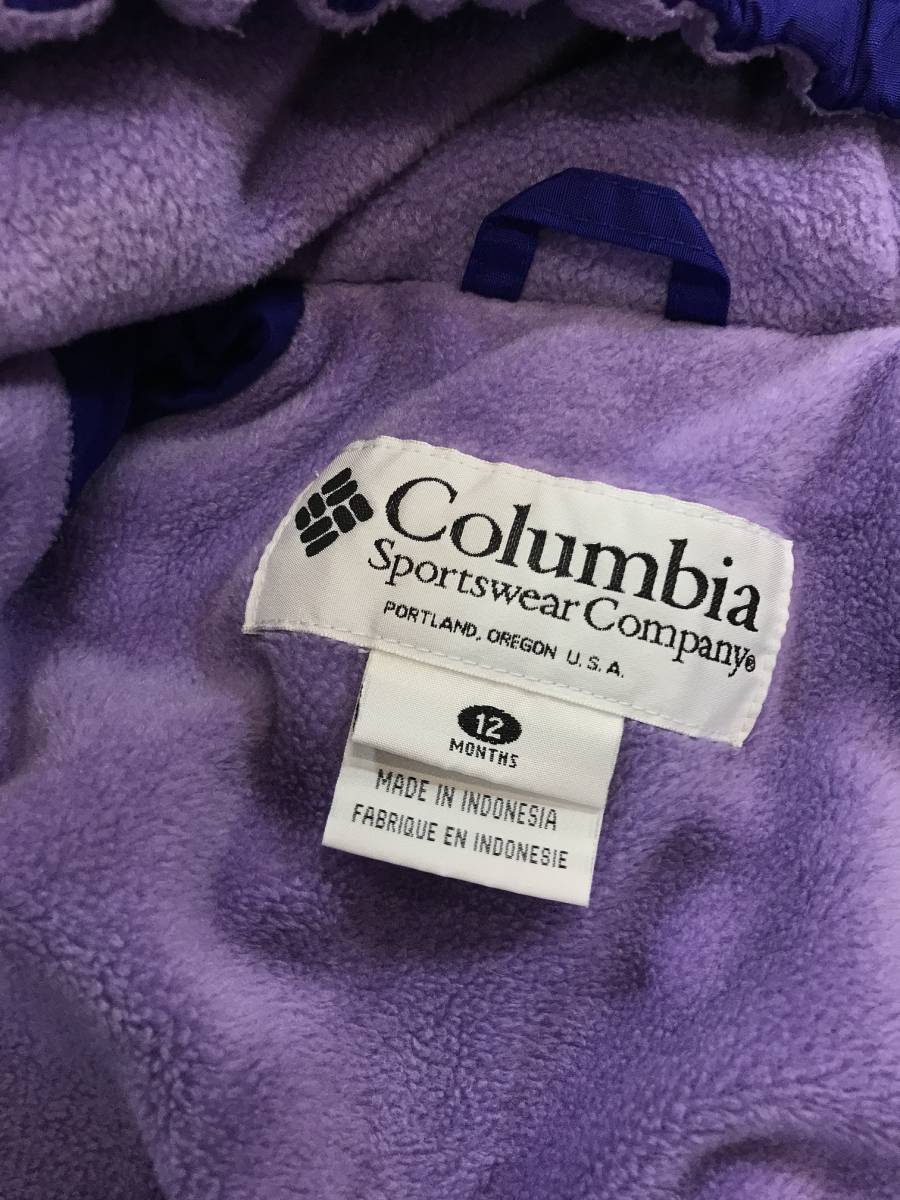 Columbia
Sportswear Company®
PORTLAND, OREGON U.S.A.
12
MONTHS
MADE IN INDONESIA
FABRIQUE EN INDONESIE